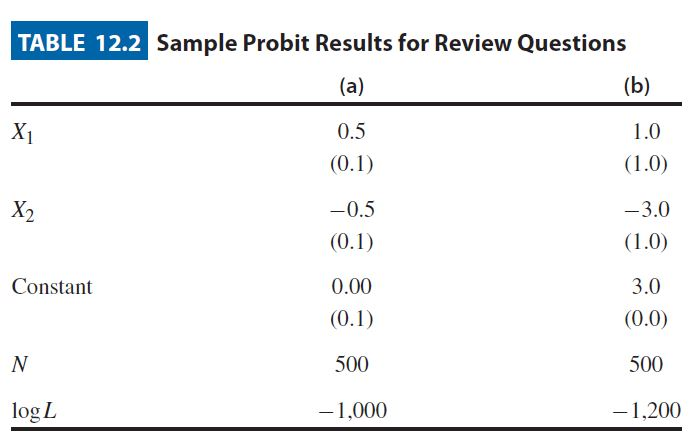 TABLE 12.2 Sample Probit Results for Review Questions
(a) (b)
X1 0.5 1.0
(0.1) (1.0)
X2 −0.5 −3.0
(0.1) (1.0)
Constant 0.00 3.0
(0.1) (0.0)
N 500 500
log L −1,000 −1,200